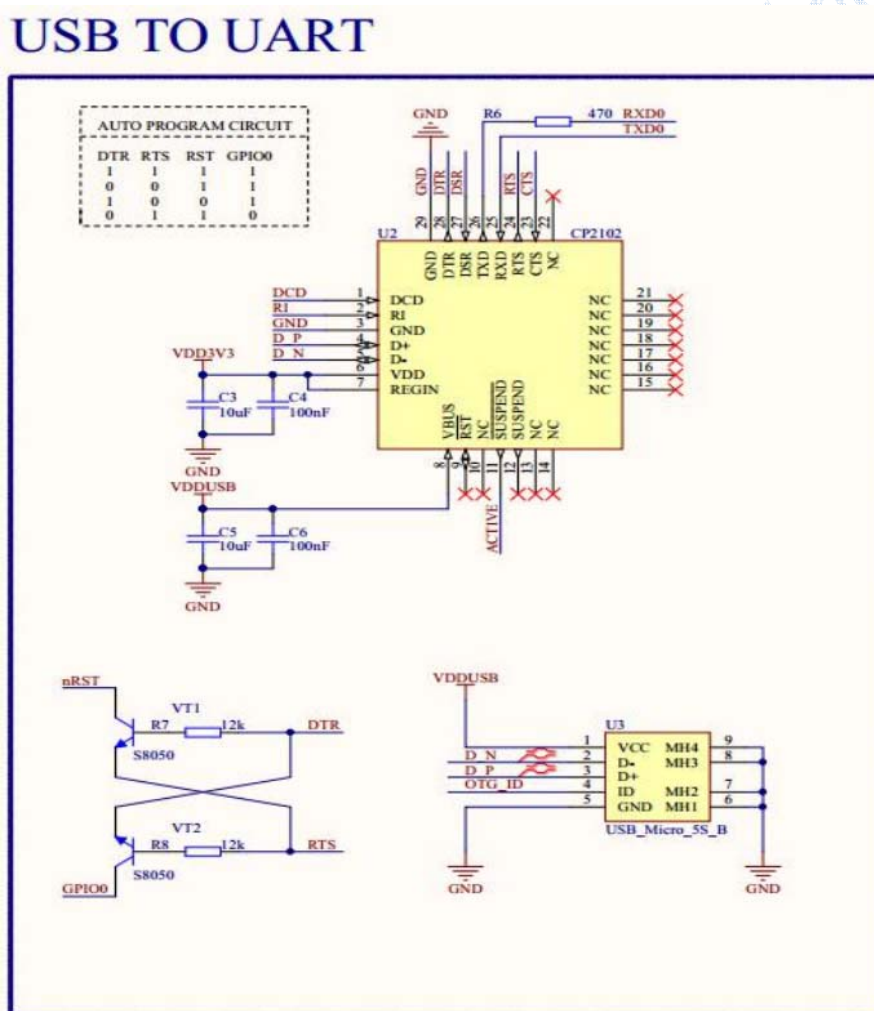 USB TO UART
AUTO PROGRAM CIRCUIT
DTR RTS RST GPIO0
1 1 1 1
0 0 1 1
1 0 0 1
0 1 1 0
GND
R6 470 RXD0
TXD0
GND DTR DSR RTS CTS
29 28 27 26 25 24 23 22
U2 CP2102
GND DTR DSR TXD RXD RTS CTS NC
DCD 1 DCD NC 21
RI 2 RI NC 20
GND 3 GND NC 19
D_P 4 D+ NC 18
D_N 5 D- NC 17
VDD3V3 6 VDD NC 16
7 REGIN NC 15
C3 C4
10uF 100nF
VBUS RST NC SUSPEND SUSPEND NC NC
8 9 10 11 12 13 14
GND
VDDUSB
ACTIVE
C5 C6
10uF 100nF
GND
nRST
VT1
R7 12k DTR
S8050
VT2
R8 12k RTS
S8050
GPIO0
VDDUSB
U3
1 VCC MH4 9
D_N 2 D- MH3 8
D_P 3 D+
OTG_ID 4 ID MH2 7
5 GND MH1 6
USB_Micro_5S_B
GND GND